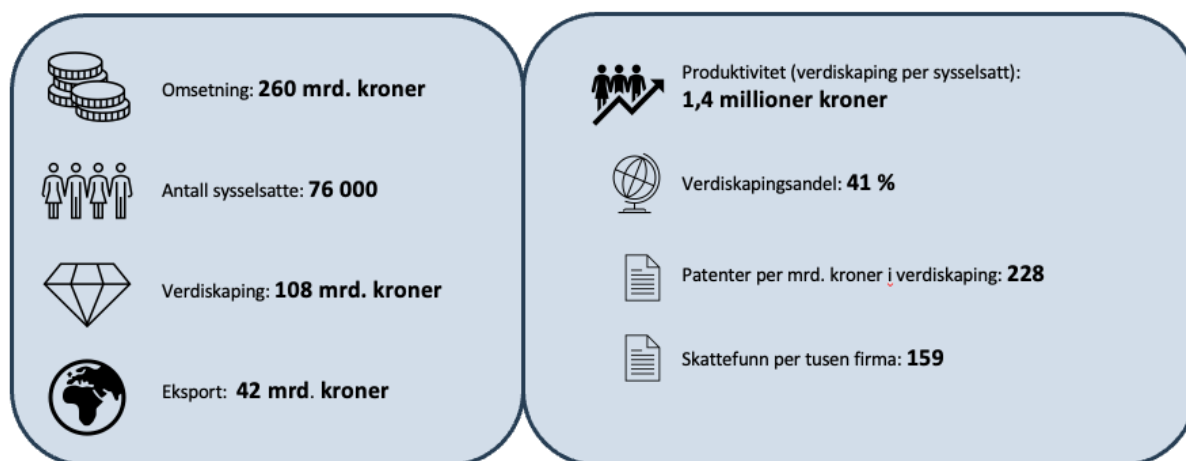 Omsetning: 260 mrd. kroner
Antall sysselsatte: 76 000
Verdiskaping: 108 mrd. kroner
Eksport: 42 mrd. kroner
Produktivitet (verdiskaping per sysselsatt):
1,4 millioner kroner
Verdiskapingsandel: 41 %
Patenter per mrd. kroner i verdiskaping: 228
Skattefunn per tusen firma: 159